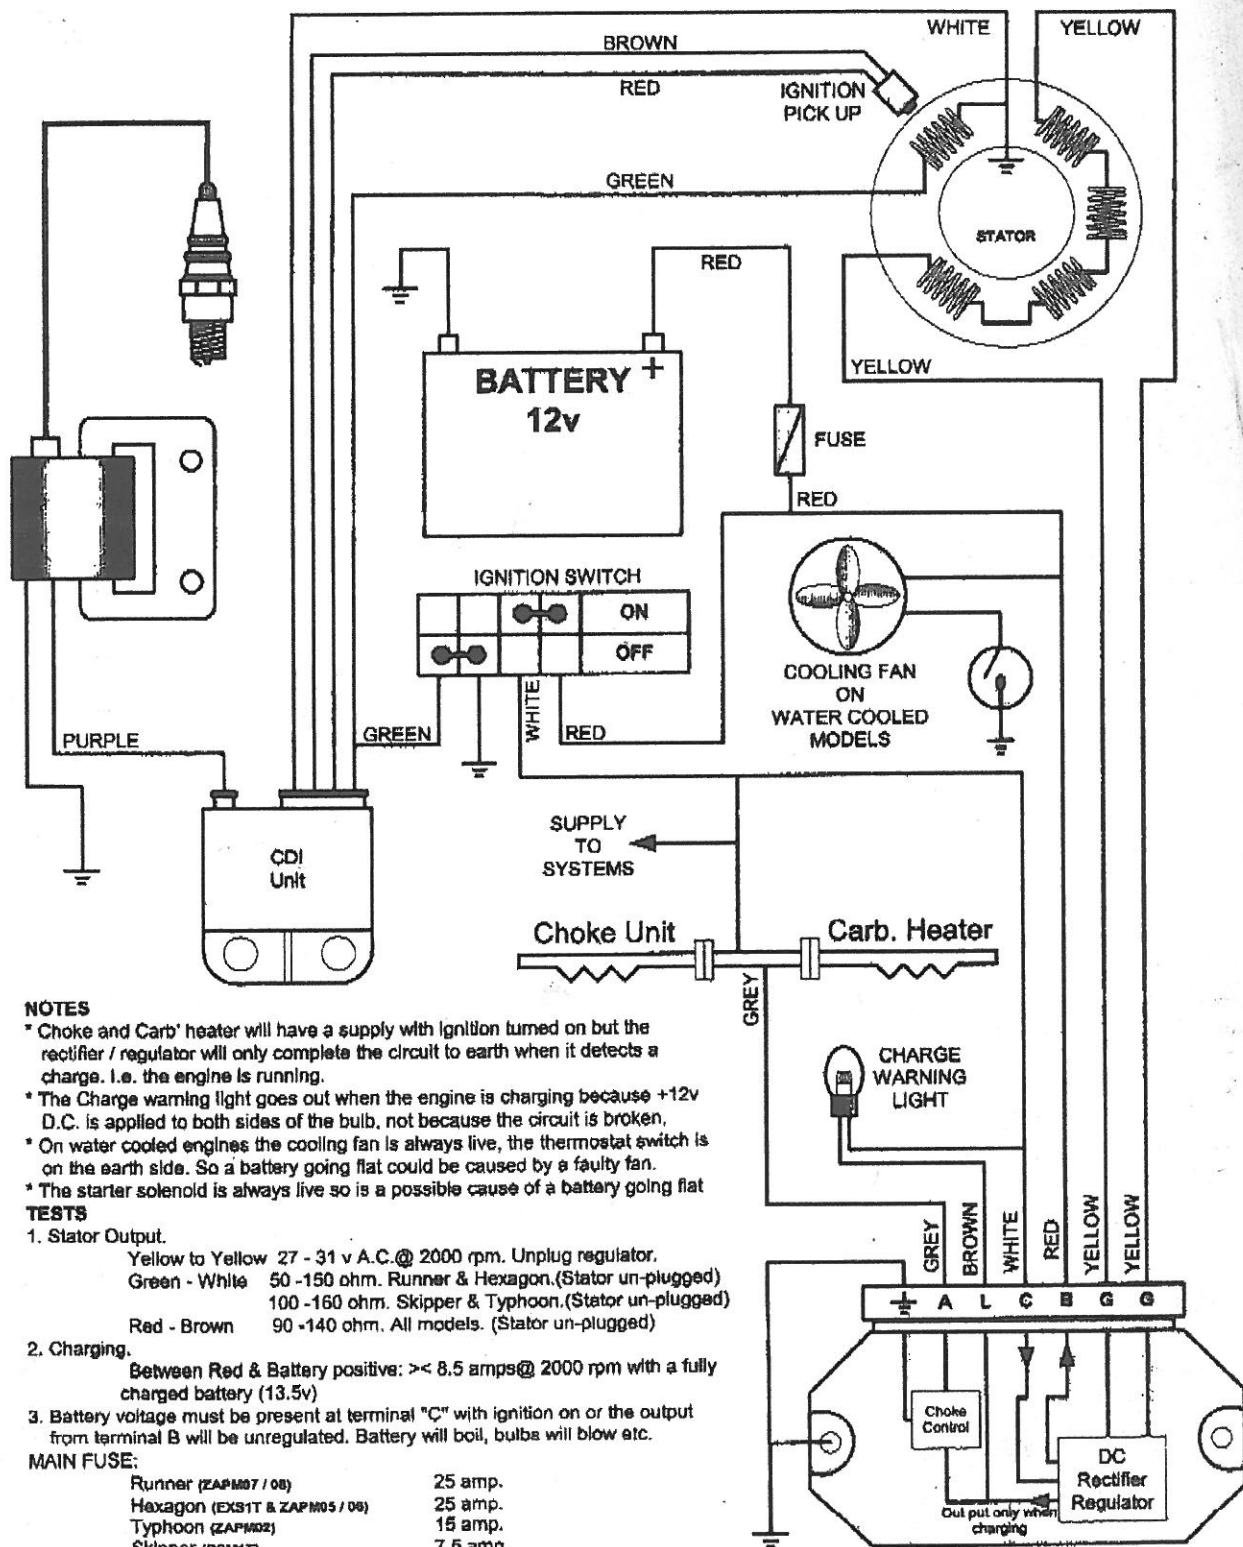 WHITE
YELLOW
BROWN
RED
IGNITION
PICK UP
GREEN
STATOR
RED
YELLOW
BATTERY +
12v
FUSE
RED
IGNITION SWITCH
ON
OFF
COOLING FAN
ON
WATER COOLED
MODELS
WHITE
PURPLE
GREEN
RED
SUPPLY
TO
SYSTEMS
CDI
Unit
Choke Unit
Carb. Heater
GREY
CHARGE
WARNING
LIGHT
NOTES
* Choke and Carb' heater will have a supply with ignition turned on but the
rectifier / regulator will only complete the circuit to earth when it detects a
charge. I.e. the engine is running.
* The Charge warning light goes out when the engine is charging because +12v
D.C. is applied to both sides of the bulb, not because the circuit is broken.
* On water cooled engines the cooling fan is always live, the thermostat switch is
on the earth side. So a battery going flat could be caused by a faulty fan.
* The starter solenoid is always live so is a possible cause of a battery going flat
TESTS
1. Stator Output.
Yellow to Yellow 27 - 31 v A.C.@ 2000 rpm. Unplug regulator.
Green - White 50 -150 ohm. Runner & Hexagon.(Stator un-plugged)
100 -160 ohm. Skipper & Typhoon.(Stator un-plugged)
Red - Brown 90 -140 ohm. All models. (Stator un-plugged)
2. Charging.
Between Red & Battery positive: >< 8.5 amps@ 2000 rpm with a fully
charged battery (13.5v)
3. Battery voltage must be present at terminal "C" with ignition on or the output
from terminal B will be unregulated. Battery will boil, bulbs will blow etc.
MAIN FUSE:
Runner (ZAPM07 / 08) 25 amp.
Hexagon (EXS1T & ZAPM05 / 06) 25 amp.
Typhoon (ZAPM02) 15 amp.
Skipper 7.5 amp.
GREY
BROWN
WHITE
RED
YELLOW
YELLOW
A L C B G G
Choke
Control
DC
Rectifier
Regulator
Out put only when
charging